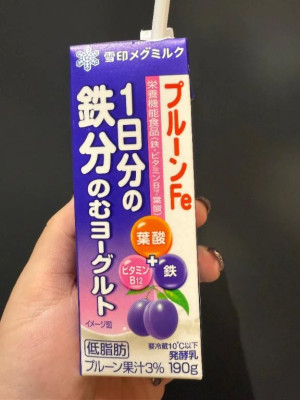 雪印メグミルク
プルーンFe
栄養機能食品(鉄・ビタミンB12・葉酸)
1日分の
鉄分のむヨーグルト
葉酸
+
ビタミン
B12
鉄
イメージ図
低脂肪
要冷蔵10℃以下
発酵乳
プルーン果汁3% 190g